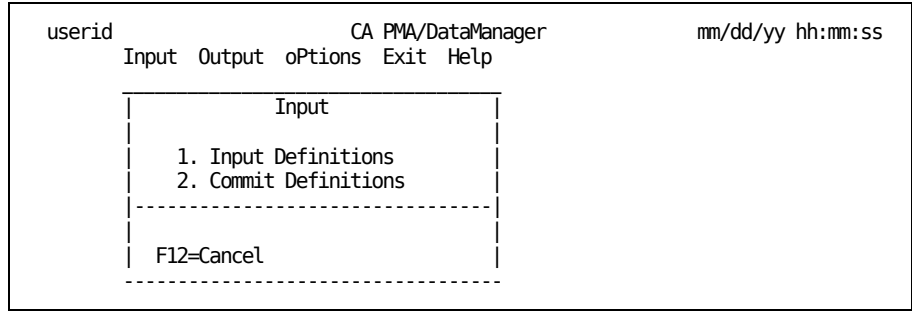 userid CA PMA/DataManager mm/dd/yy hh:mm:ss
Input Output oPtions Exit Help
Input
1. Input Definitions
2. Commit Definitions
F12=Cancel